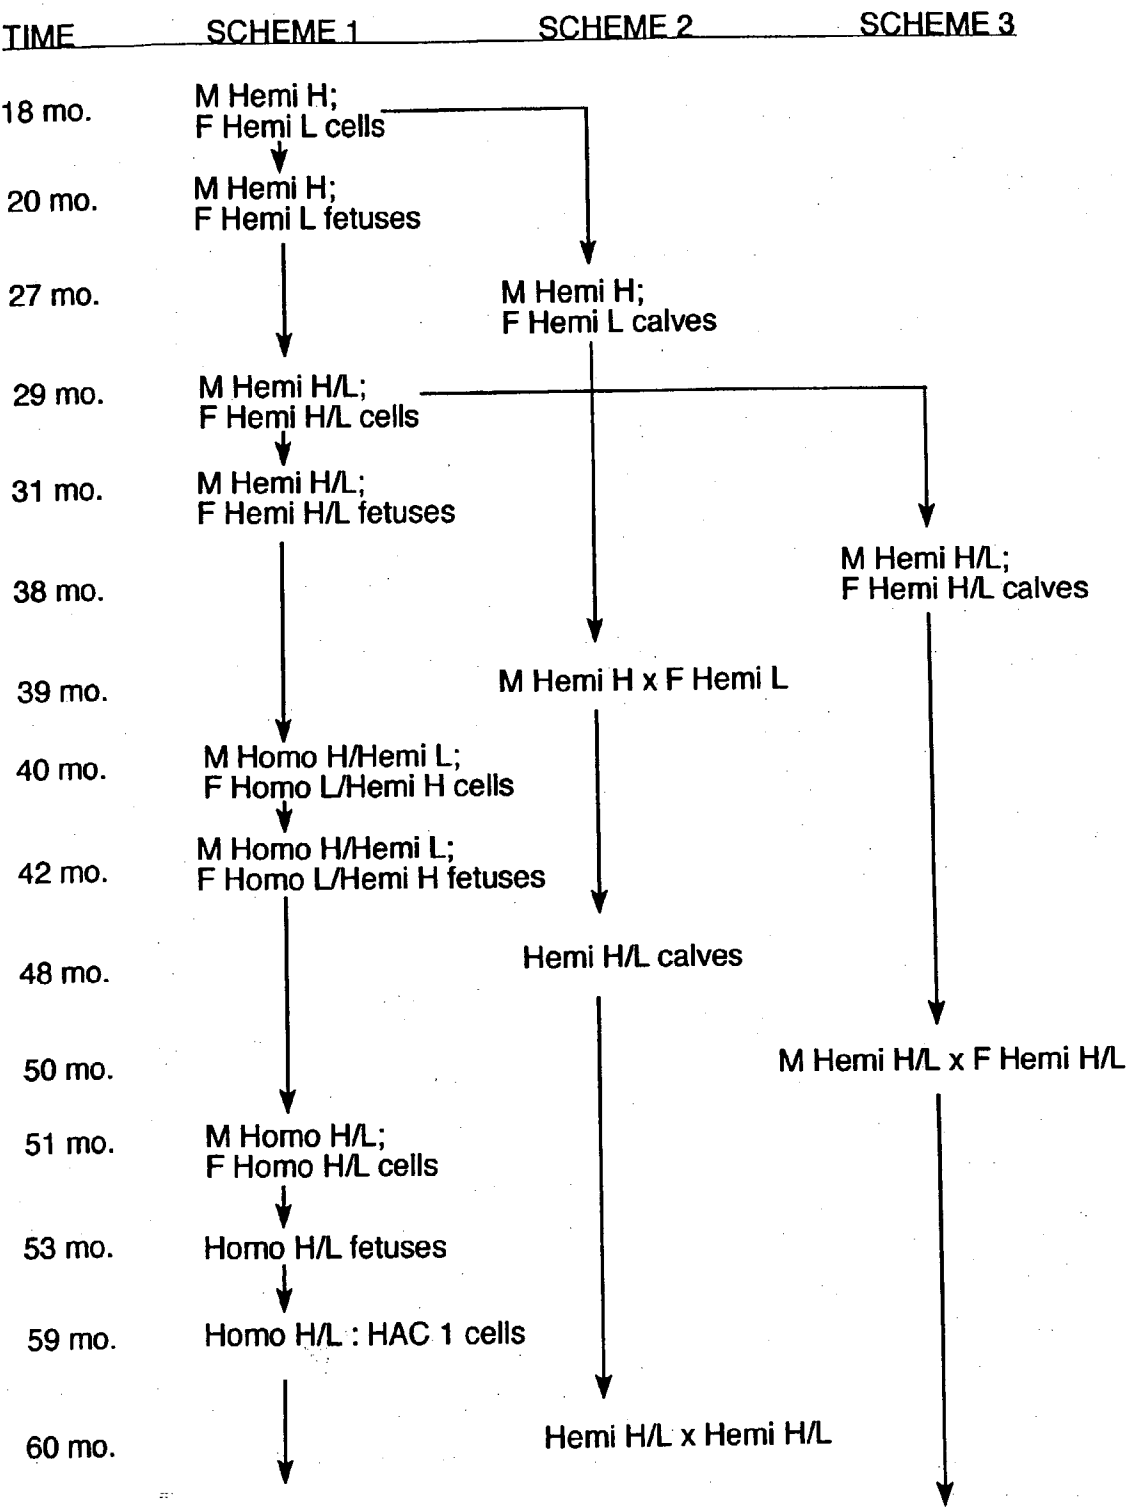 TIME SCHEME 1 SCHEME 2 SCHEME 3
18 mo.
M Hemi H;
F Hemi L cells
20 mo.
M Hemi H;
F Hemi L fetuses
27 mo.
M Hemi H;
F Hemi L calves
29 mo.
M Hemi H/L;
F Hemi H/L cells
31 mo.
M Hemi H/L;
F Hemi H/L fetuses
38 mo.
M Hemi H/L;
F Hemi H/L calves
39 mo.
M Hemi H x F Hemi L
40 mo.
M Homo H/Hemi L;
F Homo L/Hemi H cells
42 mo.
M Homo H/Hemi L;
F Homo L/Hemi H fetuses
48 mo.
Hemi H/L calves
50 mo.
M Hemi H/L x F Hemi H/L
51 mo.
M Homo H/L;
F Homo H/L cells
53 mo.
Homo H/L fetuses
59 mo.
Homo H/L : HAC 1 cells
60 mo.
Hemi H/L x Hemi H/L